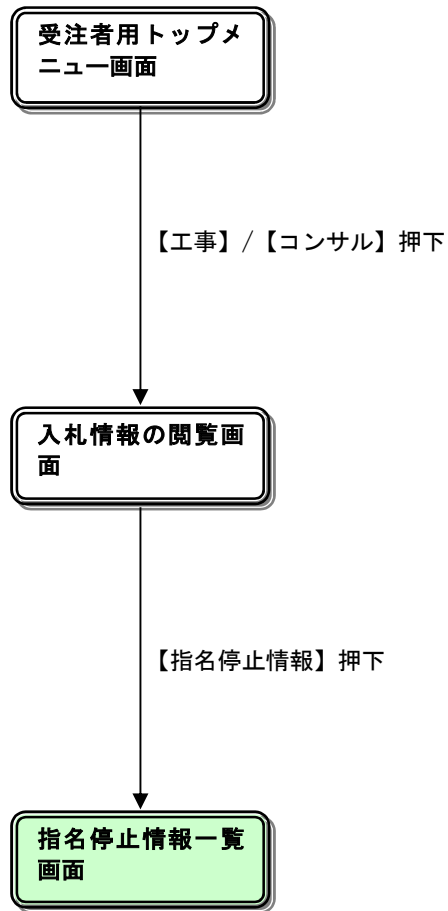 受注者用トップメ
ニュー画面
【工事】/【コンサル】押下
入札情報の閲覧画
面
【指名停止情報】押下
指名停止情報一覧
画面